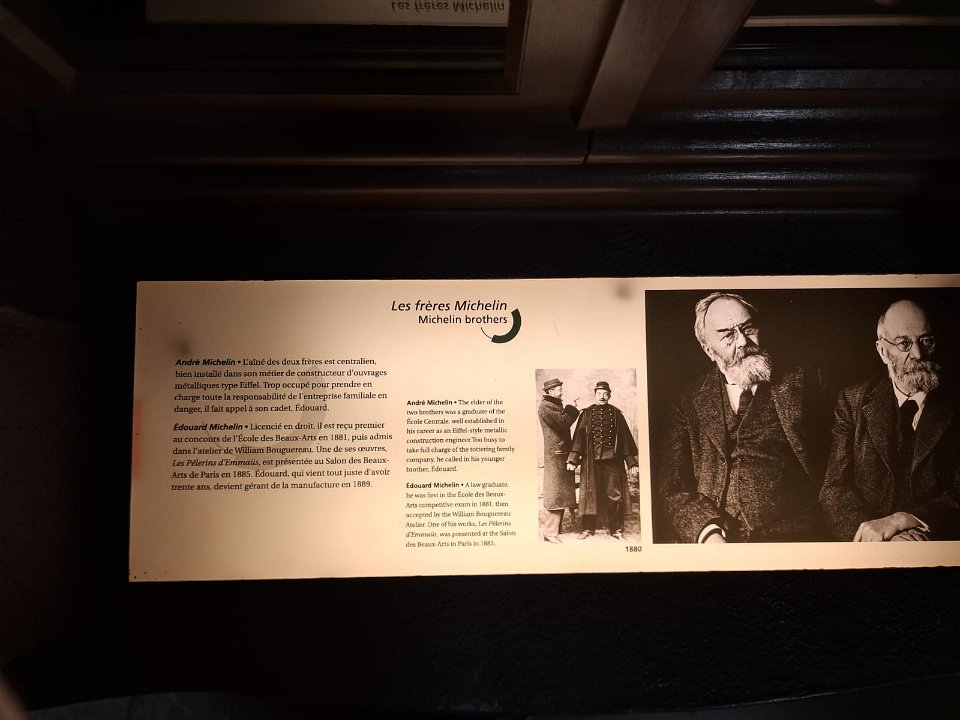 Les frères Michelin
Les frères Michelin
Michelin brothers
André Michelin • L'aîné des deux frères est centralien,
bien installé dans son métier de constructeur d'ouvrages
métalliques type Eiffel. Trop occupé pour prendre en
charge toute la responsabilité de l'entreprise familiale en
danger, il fait appel à son cadet, Édouard.
Édouard Michelin • Licencié en droit, il est reçu premier
au concours de l'École des Beaux-Arts en 1881, puis admis
dans l'atelier de William Bouguereau. Une de ses œuvres,
Les Pélerins d'Emmaüs, est présentée au Salon des Beaux-
Arts de Paris en 1885. Édouard, qui vient tout juste d'avoir
trente ans, devient gérant de la manufacture en 1889.
André Michelin • The elder of the
two brothers was a graduate of the
École Centrale, well established in
his career as an Eiffel-style metallic
construction engineer. Too busy to
take full charge of the tottering family
company, he called in his younger
brother, Édouard.
Édouard Michelin • A law graduate,
he was first in the École des Beaux-
Arts competitive exam in 1881, then
accepted by the William Bouguereau
Atelier. One of his works, Les Pélerins
d'Emmaüs, was presented at the Salon
des Beaux-Arts in Paris in 1885.
1880